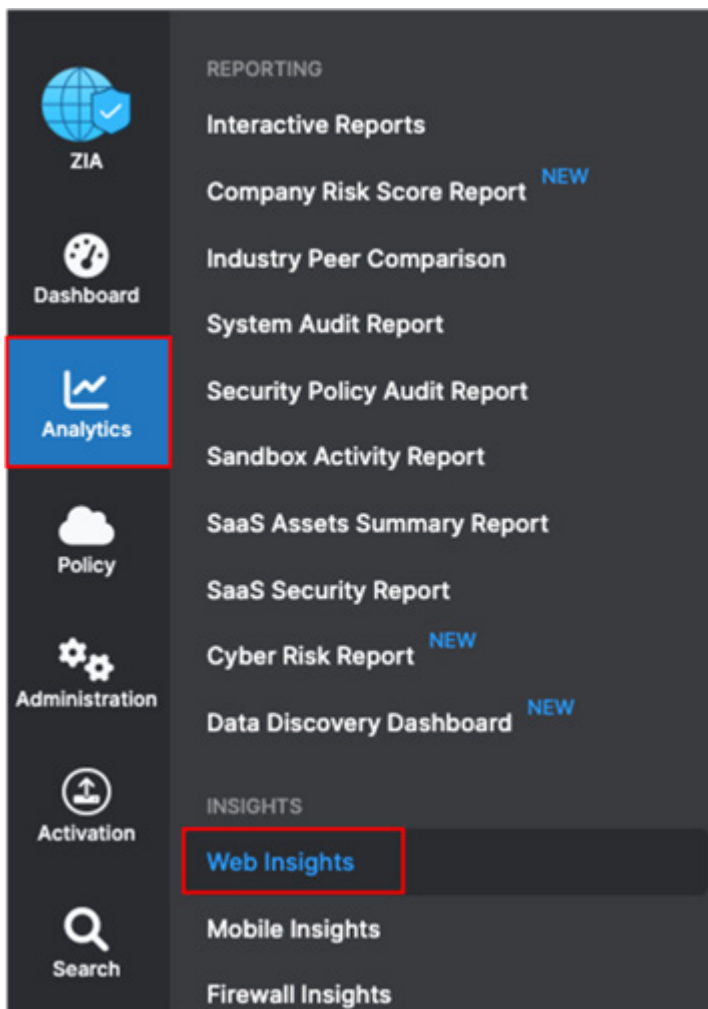 ZIA
Dashboard
Analytics
Policy
Administration
Activation
Search
REPORTING
Interactive Reports
Company Risk Score Report NEW
Industry Peer Comparison
System Audit Report
Security Policy Audit Report
Sandbox Activity Report
SaaS Assets Summary Report
SaaS Security Report
Cyber Risk Report NEW
Data Discovery Dashboard NEW
INSIGHTS
Web Insights
Mobile Insights
Firewall Insights